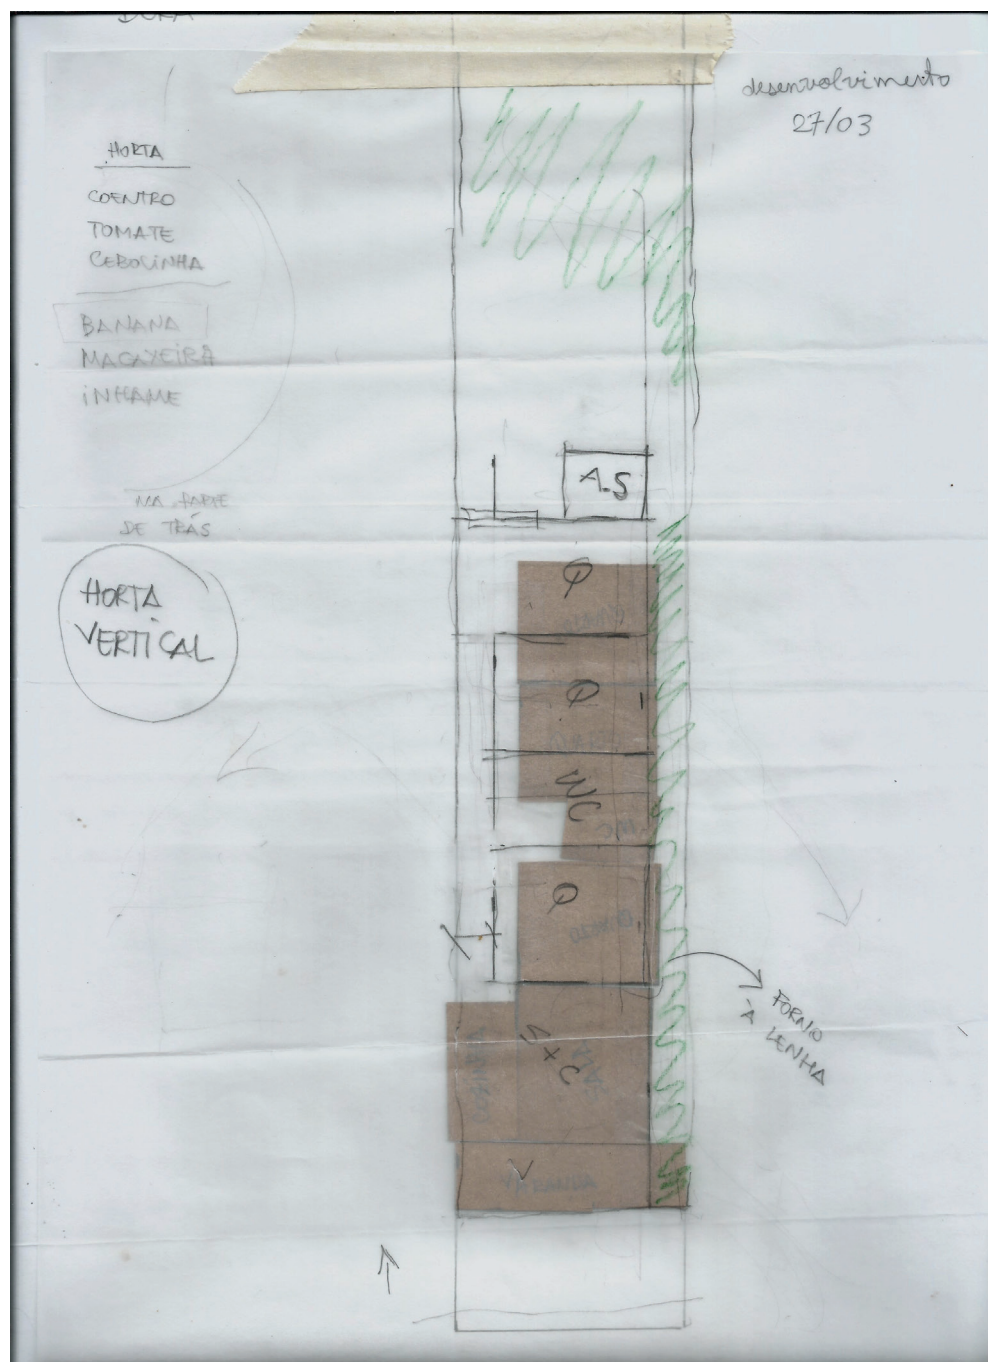 desenvolvimento
27/03
HORTA
COENTRO
TOMATE
CEBOLINHA
BANANA
MACAXEIRA
INHAME
NA PARTE
DE TRÁS
HORTA
VERTICAL
A.S
Q
Q
WC
Q
S x C
V
FORNO
À LENHA